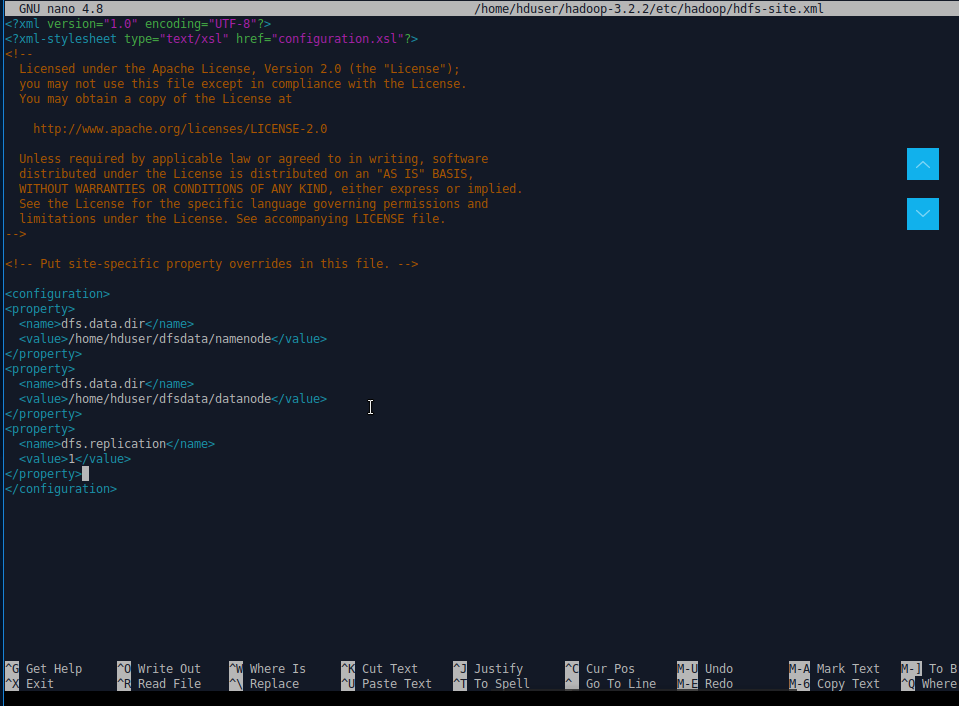 GNU nano 4.8 /home/hduser/hadoop-3.2.2/etc/hadoop/hdfs-site.xml
<?xml version="1.0" encoding="UTF-8"?>
<?xml-stylesheet type="text/xsl" href="configuration.xsl"?>
<!--
  Licensed under the Apache License, Version 2.0 (the "License");
  you may not use this file except in compliance with the License.
  You may obtain a copy of the License at

    http://www.apache.org/licenses/LICENSE-2.0

  Unless required by applicable law or agreed to in writing, software
  distributed under the License is distributed on an "AS IS" BASIS,
  WITHOUT WARRANTIES OR CONDITIONS OF ANY KIND, either express or implied.
  See the License for the specific language governing permissions and
  limitations under the License. See accompanying LICENSE file.
-->

<!-- Put site-specific property overrides in this file. -->

<configuration>
<property>
  <name>dfs.data.dir</name>
  <value>/home/hduser/dfsdata/namenode</value>
</property>
<property>
  <name>dfs.data.dir</name>
  <value>/home/hduser/dfsdata/datanode</value>
</property>
<property>
  <name>dfs.replication</name>
  <value>1</value>
</property>
</configuration>
^G Get Help ^O Write Out ^W Where Is ^K Cut Text ^J Justify ^C Cur Pos M-U Undo M-A Mark Text M-] To B
^X Exit ^R Read File ^\ Replace ^U Paste Text ^T To Spell ^_ Go To Line M-E Redo M-6 Copy Text ^Q Where